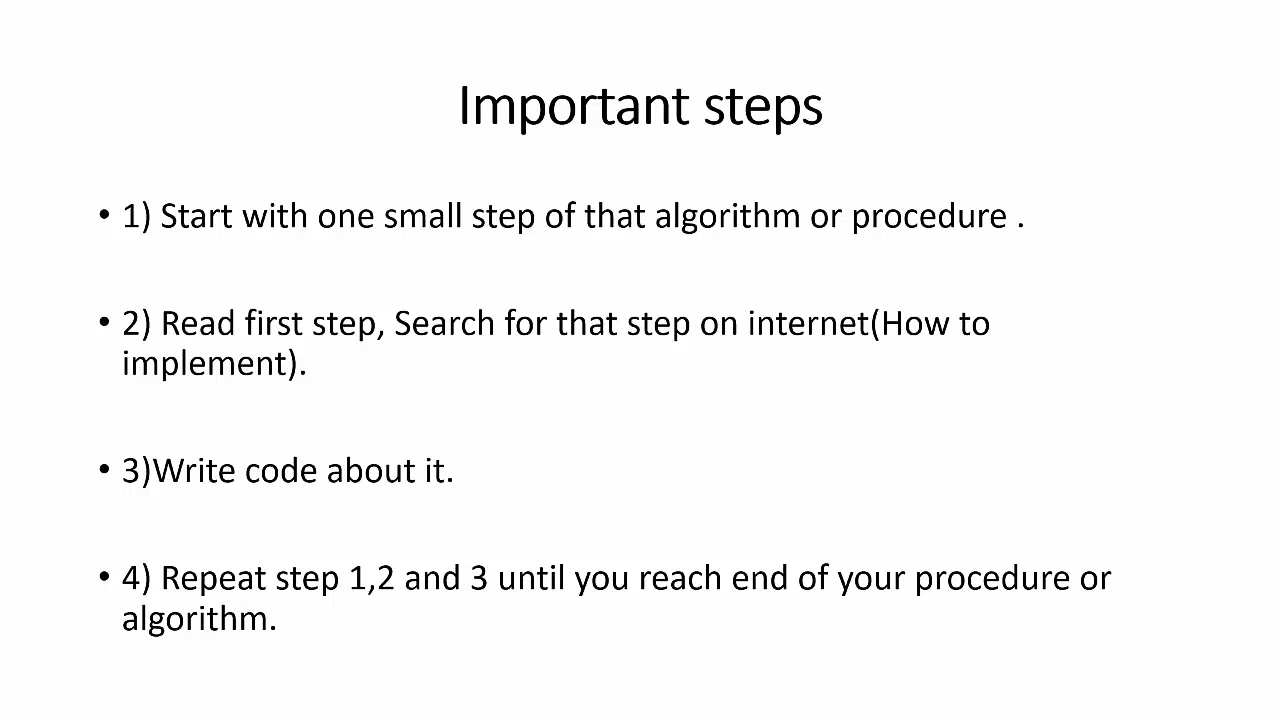 Important steps
• 1) Start with one small step of that algorithm or procedure .
• 2) Read first step, Search for that step on internet(How to
implement).
• 3)Write code about it.
• 4) Repeat step 1,2 and 3 until you reach end of your procedure or
algorithm.